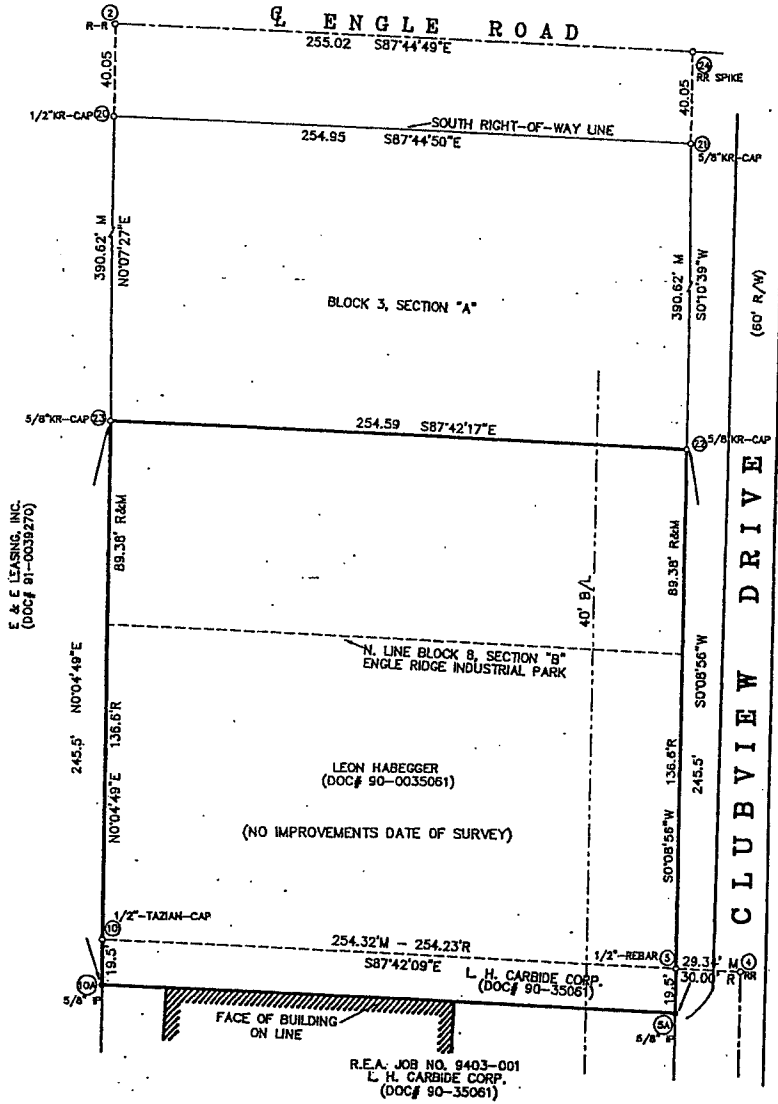 ② R-R
℄ ENGLE ROAD
255.02 S87°44'49"E
㉔
RR SPIKE
40.05
40.05
1/2"KR-CAP ⑳
SOUTH RIGHT-OF-WAY LINE
254.95 S87°44'50"E
㉑
5/8"KR-CAP
390.62' M
N0°07'27"E
390.62' M
S0°10'39"W
(60' R/W)
BLOCK 3, SECTION "A"
5/8"KR-CAP ㉓
254.59 S87°42'17"E
㉒ 5/8"KR-CAP
CLUBVIEW DRIVE
E & E LEASING, INC.
(DOC# 91-0039270)
89.38' R&M
89.38' R&M
40' B/L
N. LINE BLOCK 8, SECTION "B"
ENGLE RIDGE INDUSTRIAL PARK
245.5' N0°04'49"E
N0°04'49"E 136.6'R
S0°08'56"W 136.6'R
245.5' S0°08'56"W
LEON HABEGGER
(DOC# 90-0035061)
(NO IMPROVEMENTS DATE OF SURVEY)
1/2"-TAZIAN-CAP
⑩
254.32'M - 254.23'R
S87°42'09"E
1/2"-REBAR ⑤
29.34' M ④
30.00' R RR
19.5'
19.5'
L. H. CARBIDE CORP.
(DOC# 90-35061)
10A
5/8" IP
5A
5/8" IP
FACE OF BUILDING
ON LINE
R.E.A. JOB NO. 9403-001
L. H. CARBIDE CORP.
(DOC# 90-35061)